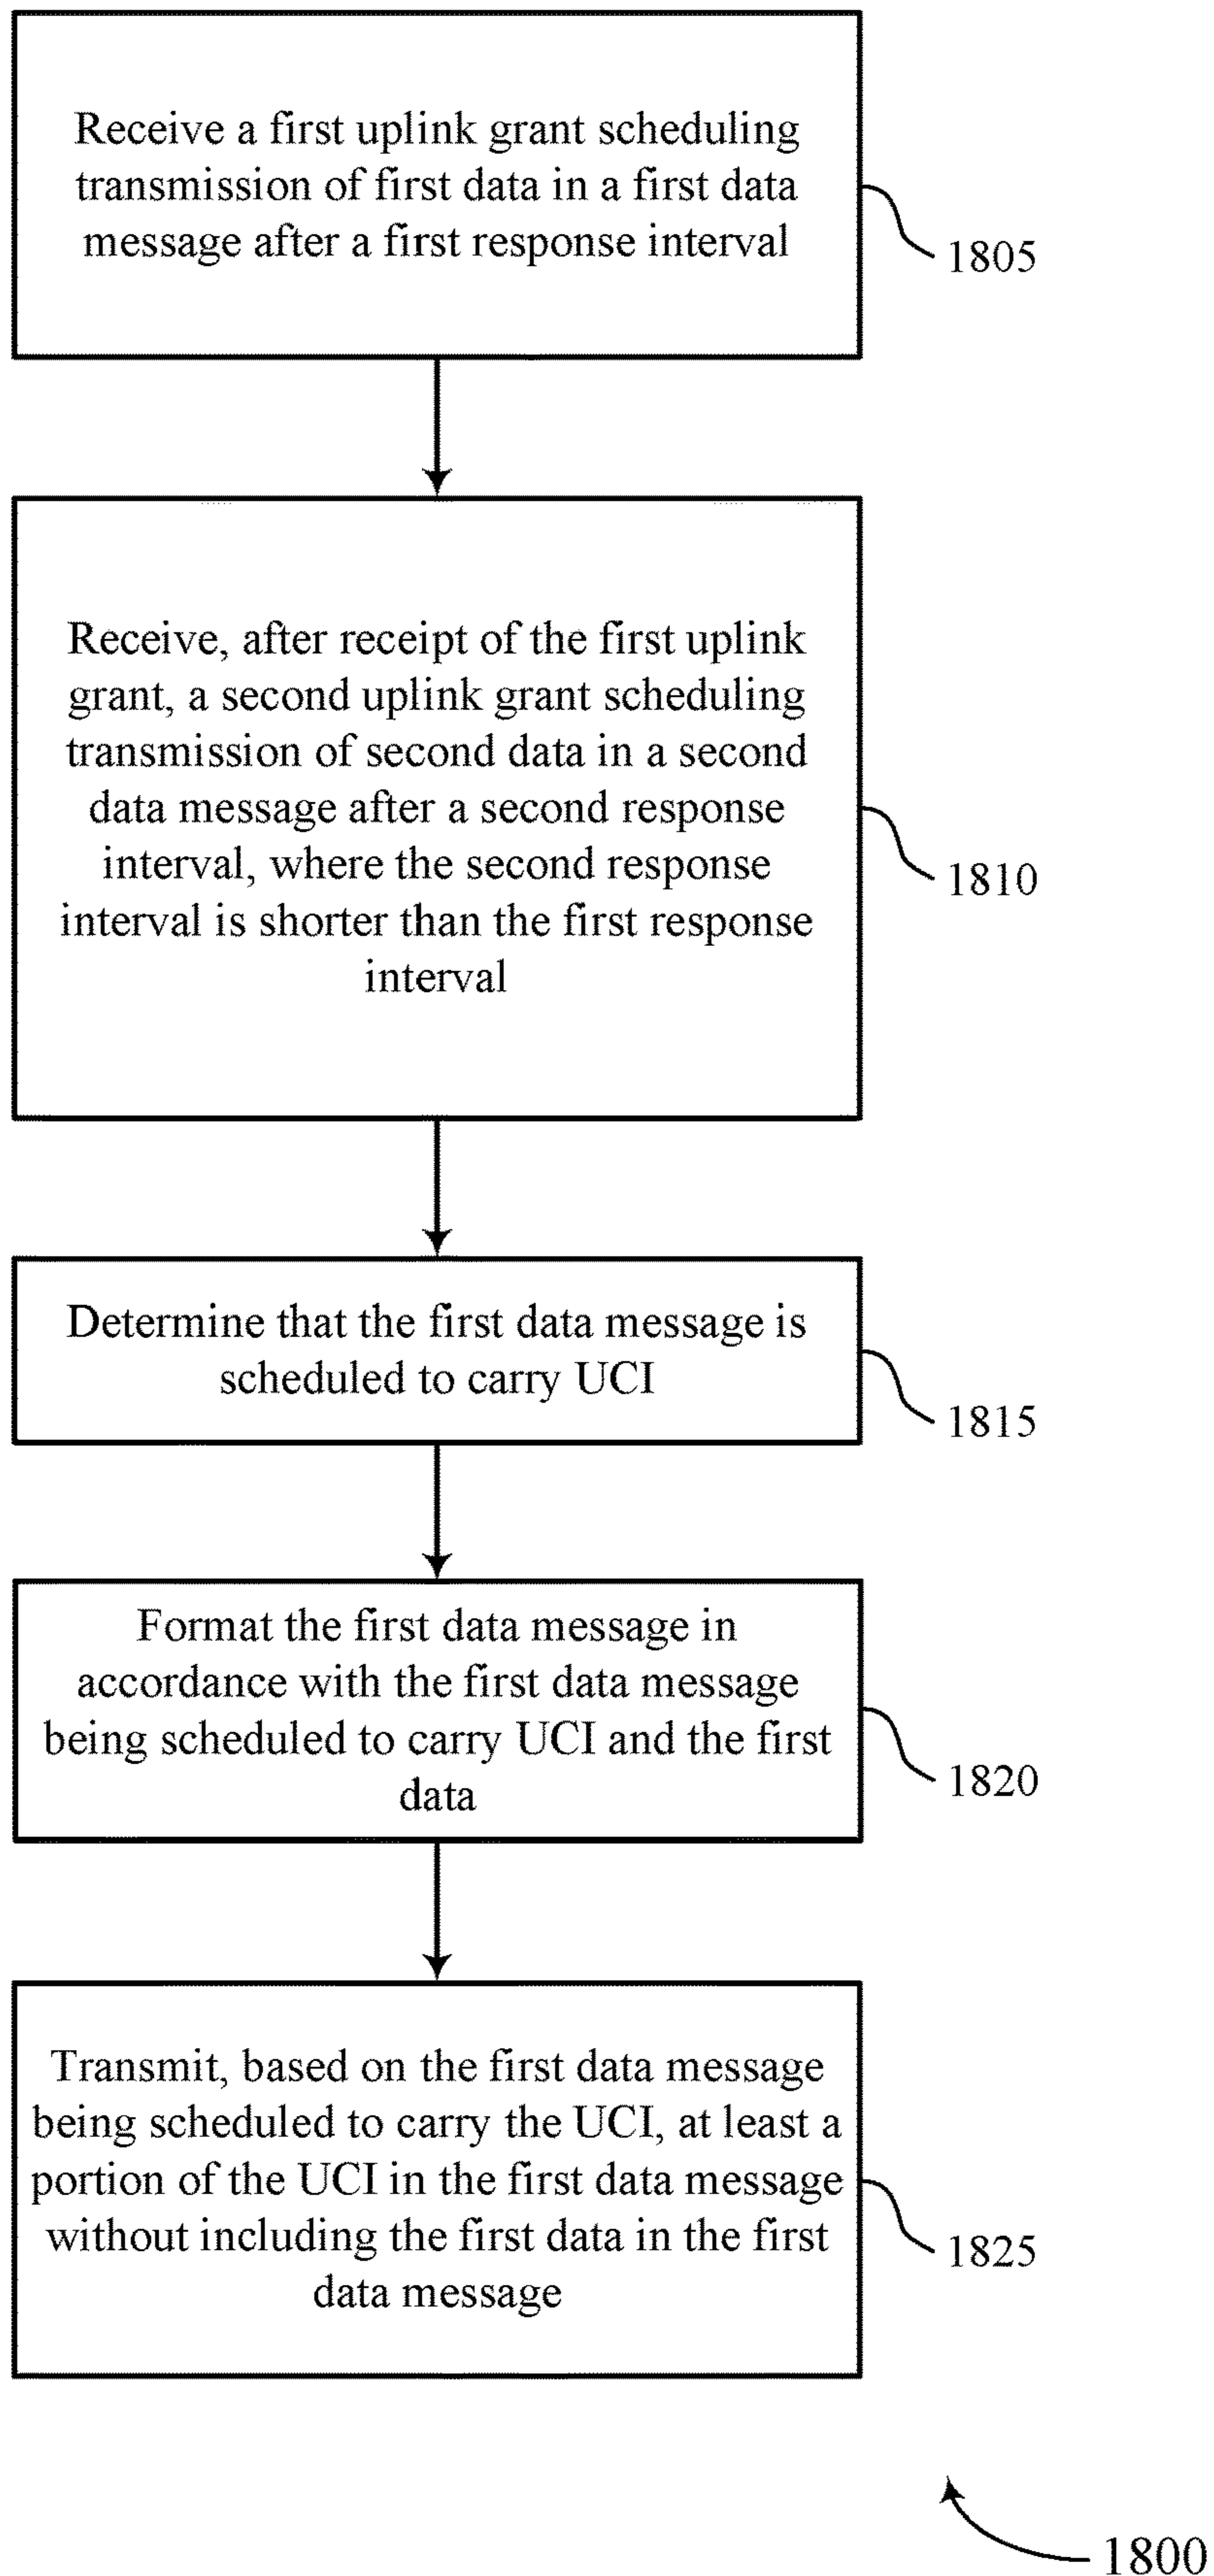 Receive a first uplink grant scheduling
transmission of first data in a first data
message after a first response interval
1805
Receive, after receipt of the first uplink
grant, a second uplink grant scheduling
transmission of second data in a second
data message after a second response
interval, where the second response
interval is shorter than the first response
interval
1810
Determine that the first data message is
scheduled to carry UCI
1815
Format the first data message in
accordance with the first data message
being scheduled to carry UCI and the first
data
1820
Transmit, based on the first data message
being scheduled to carry the UCI, at least a
portion of the UCI in the first data message
without including the first data in the first
data message
1825
1800